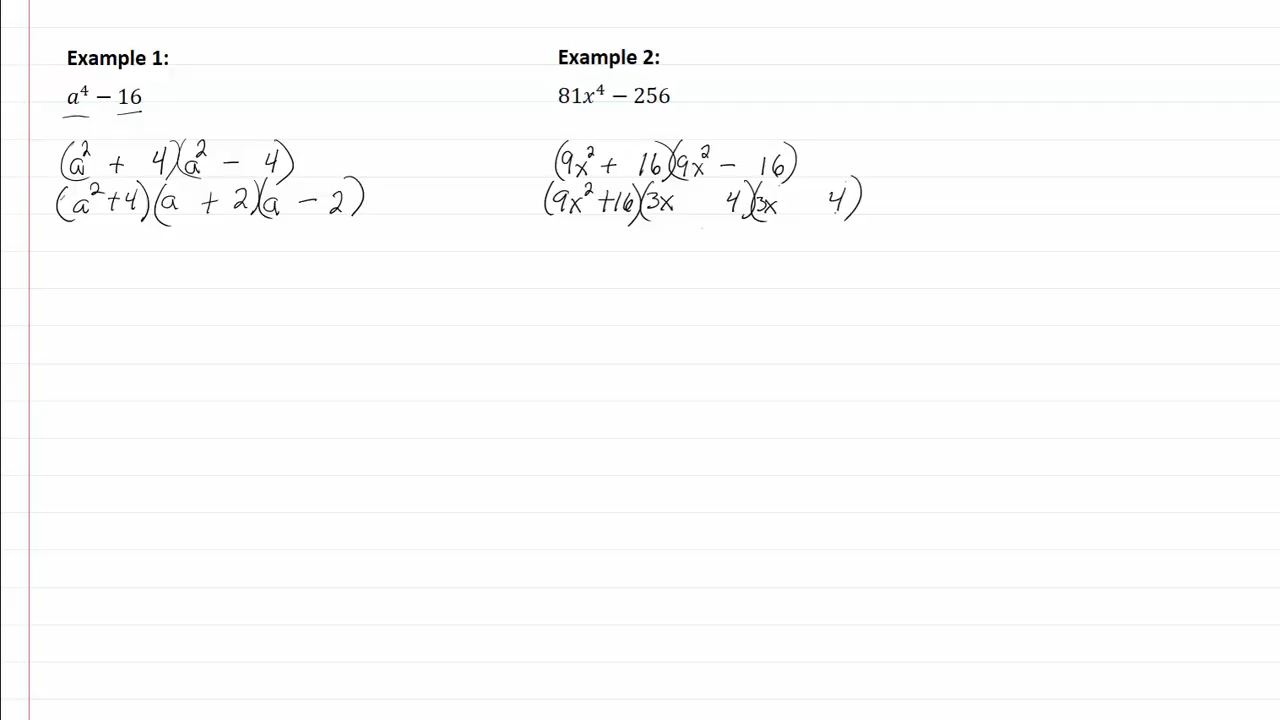 Example 1:
a⁴ − 16
(a² + 4)(a² − 4)
(a²+4)(a + 2)(a − 2)
Example 2:
81x⁴ − 256
(9x² + 16)(9x² − 16)
(9x²+16)(3x 4)(3x 4)